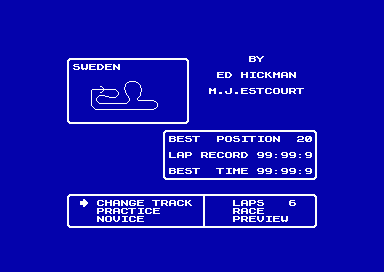 SWEDEN
BY
ED HICKMAN
M.J.ESTCOURT
BEST POSITION 20
LAP RECORD 99:99:9
BEST TIME 99:99:9
CHANGE TRACK LAPS 6
PRACTICE RACE
NOVICE PREVIEW